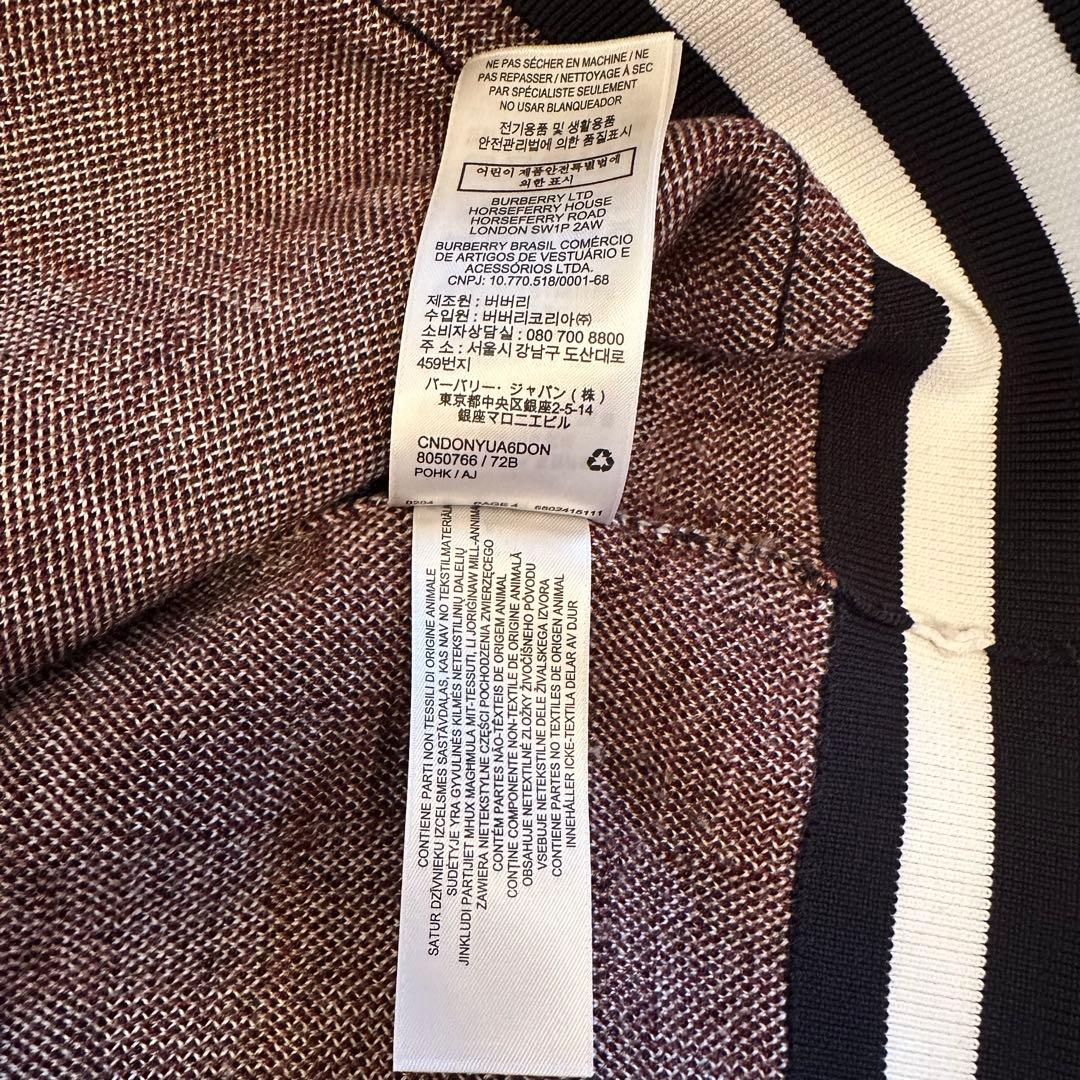 NE PAS SÉCHER EN MACHINE / NE
PAS REPASSER / NETTOYAGE À SEC
PAR SPÉCIALISTE SEULEMENT
NO USAR BLANQUEADOR
전기용품 및 생활용품
안전관리법에 의한 품질표시
어린이 제품안전특별법에
의한 표시
BURBERRY LTD
HORSEFERRY HOUSE
HORSEFERRY ROAD
LONDON SW1P 2AW
BURBERRY BRASIL COMÉRCIO
DE ARTIGOS DE VESTUÁRIO E
ACESSÓRIOS LTDA.
CNPJ: 10.770.518/0001-68
제조원 : 버버리
수입원 : 버버리코리아㈜
소비자상담실 : 080 700 8800
주 소 : 서울시 강남구 도산대로
459번지
バーバリー・ジャパン (株)
東京都中央区銀座2-5-14
銀座マロニエビル
CNDONYUA6DON
8050766 / 72B
POHK / AJ
0204 PAGE 4 6502415111
CONTIENE PARTI NON TESSILI DI ORIGINE ANIMALE
SATUR DZĪVNIEKU IZCELSMES SASTĀVDAĻAS, KAS NAV NO TEKSTILMATERIĀL
SUDĖTYJE YRA GYVULINĖS KILMĖS NETEKSTILINIŲ DALELIŲ
JINKLUDI PARTIJIET MHUX MAGHMULA MIT-TESSUTI, LI JORIĠINAW MILL-ANNIMA
ZAWIERA NIETEKSTYLNE CZĘŚCI POCHODZENIA ZWIERZĘCEGO
CONTÉM PARTES NÃO-TÊXTEIS DE ORIGEM ANIMAL
CONTINE COMPONENTE NON-TEXTILE DE ORIGINE ANIMALĂ
OBSAHUJE NETEXTILNÉ ZLOŽKY ŽIVOČÍŠNEHO PÔVODU
VSEBUJE NETEKSTILNE DELE ŽIVALSKEGA IZVORA
CONTIENE PARTES NO TEXTILES DE ORIGEN ANIMAL
INNEHÅLLER ICKE-TEXTILA DELAR AV DJUR